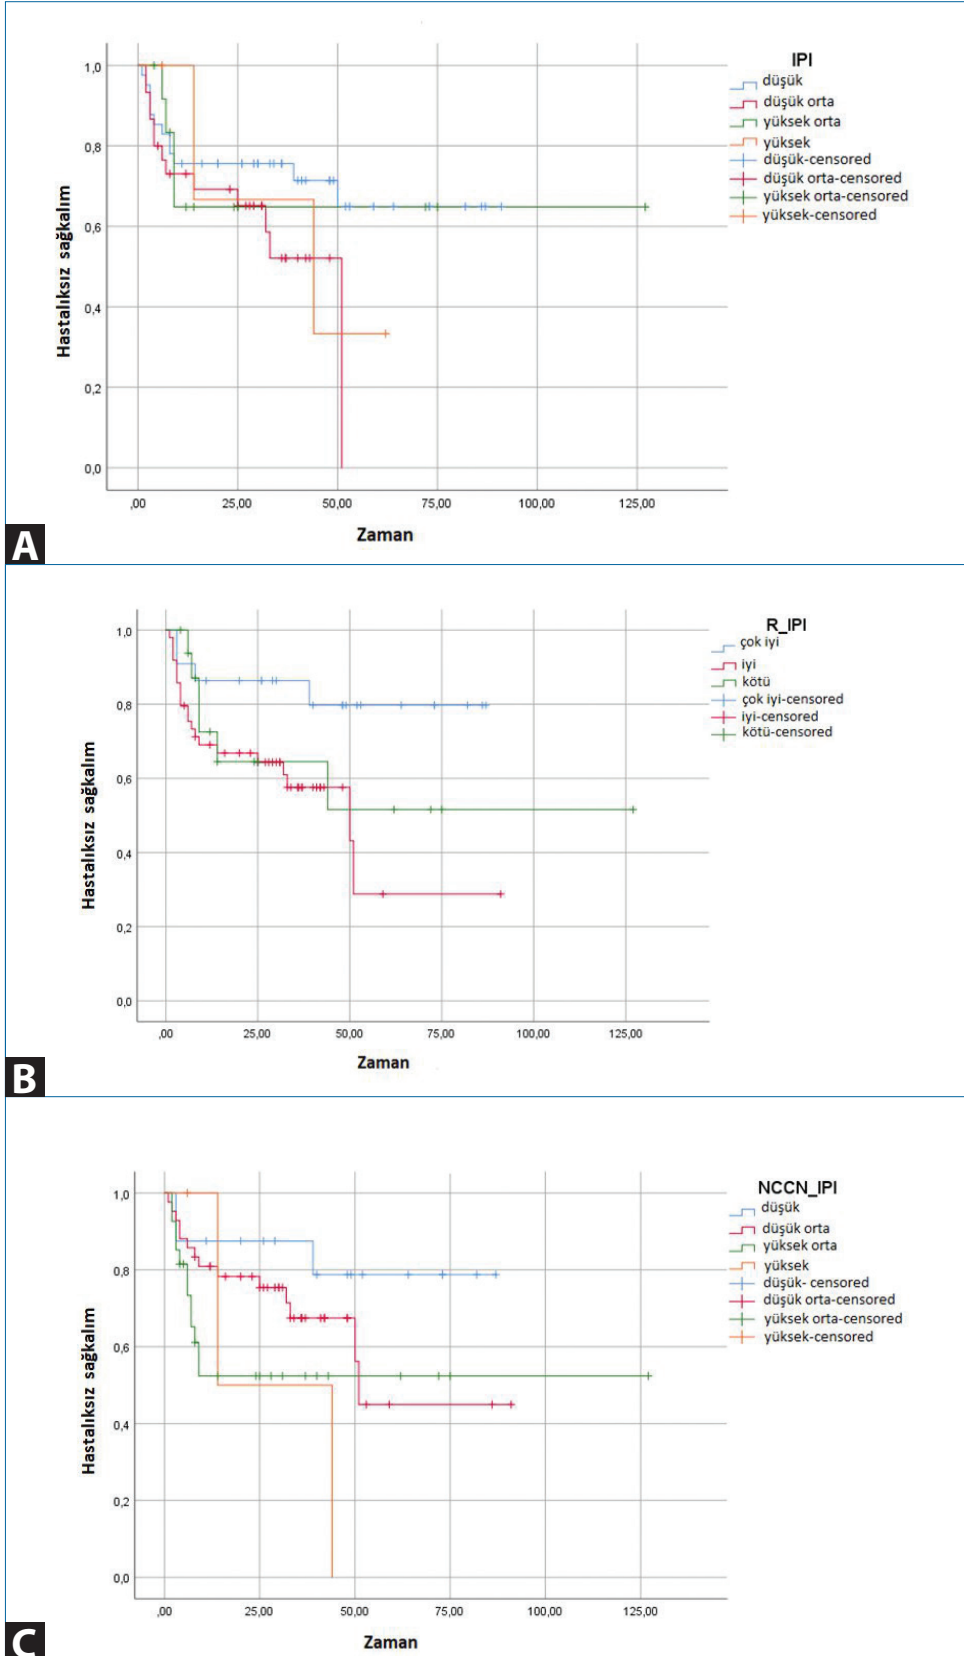 IPI
düşük
düşük orta
yüksek orta
yüksek
düşük-censored
düşük orta-censored
yüksek orta-censored
yüksek-censored
Hastalıksız sağkalım
1,0
0,8
0,6
0,4
0,2
0,0
,00 25,00 50,00 75,00 100,00 125,00
Zaman
A
R_IPI
çok iyi
iyi
kötü
çok iyi-censored
iyi-censored
kötü-censored
Hastalıksız sağkalım
1,0
0,8
0,6
0,4
0,2
0,0
,00 25,00 50,00 75,00 100,00 125,00
Zaman
B
NCCN_IPI
düşük
düşük orta
yüksek orta
yüksek
düşük- censored
düşük orta-censored
yüksek orta-censored
yüksek-censored
Hastalıksız sağkalım
1,0
0,8
0,6
0,4
0,2
0,0
,00 25,00 50,00 75,00 100,00 125,00
Zaman
C